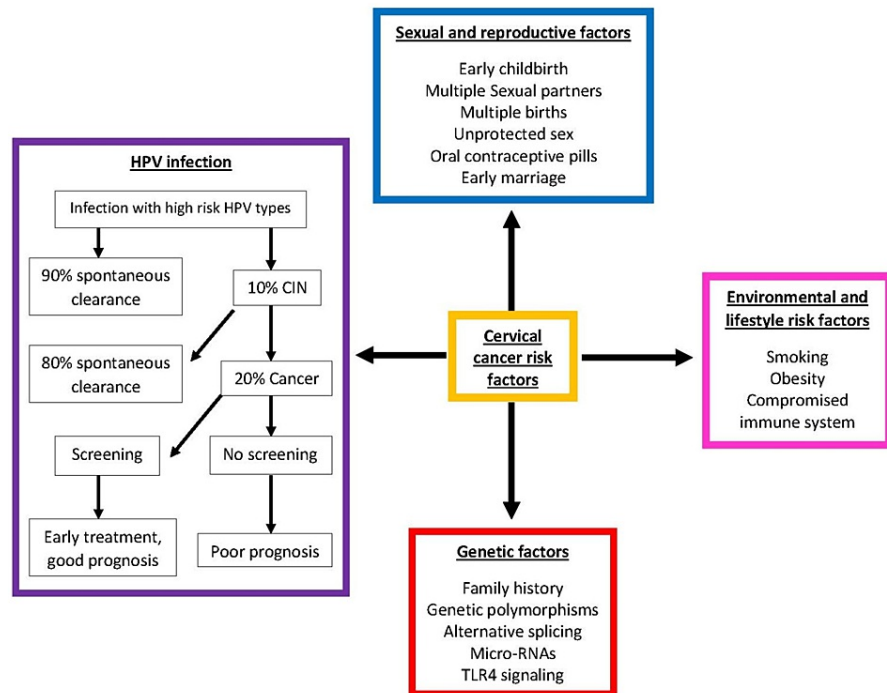 Sexual and reproductive factors
Early childbirth
Multiple Sexual partners
Multiple births
Unprotected sex
Oral contraceptive pills
Early marriage
HPV infection
Infection with high risk HPV types
90% spontaneous
clearance
10% CIN
80% spontaneous
clearance
20% Cancer
Screening
No screening
Early treatment,
good prognosis
Poor prognosis
Cervical
cancer risk
factors
Environmental and
lifestyle risk factors
Smoking
Obesity
Compromised
immune system
Genetic factors
Family history
Genetic polymorphisms
Alternative splicing
Micro-RNAs
TLR4 signaling